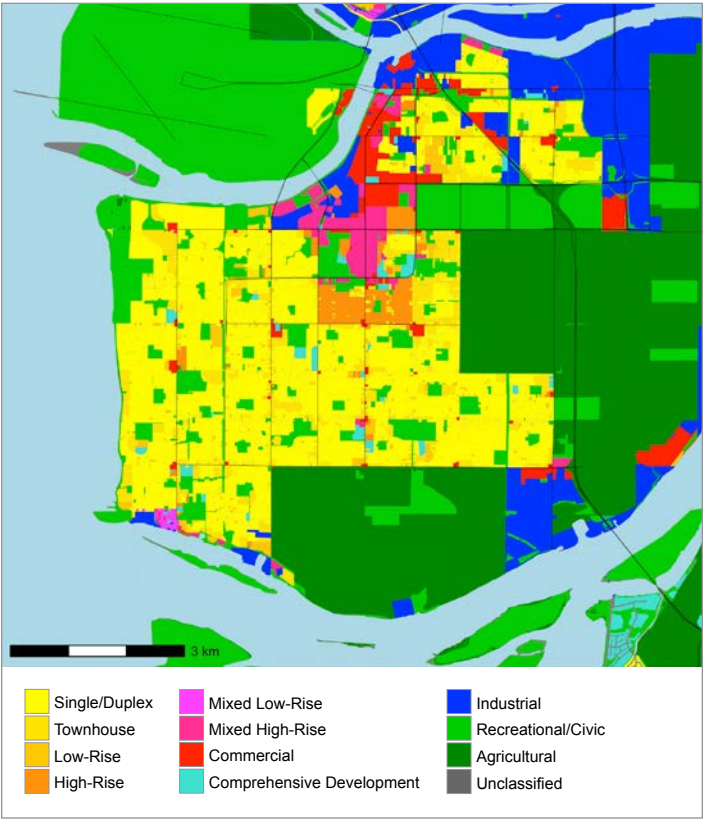 3 km
Single/Duplex
Townhouse
Low-Rise
High-Rise
Mixed Low-Rise
Mixed High-Rise
Commercial
Comprehensive Development
Industrial
Recreational/Civic
Agricultural
Unclassified